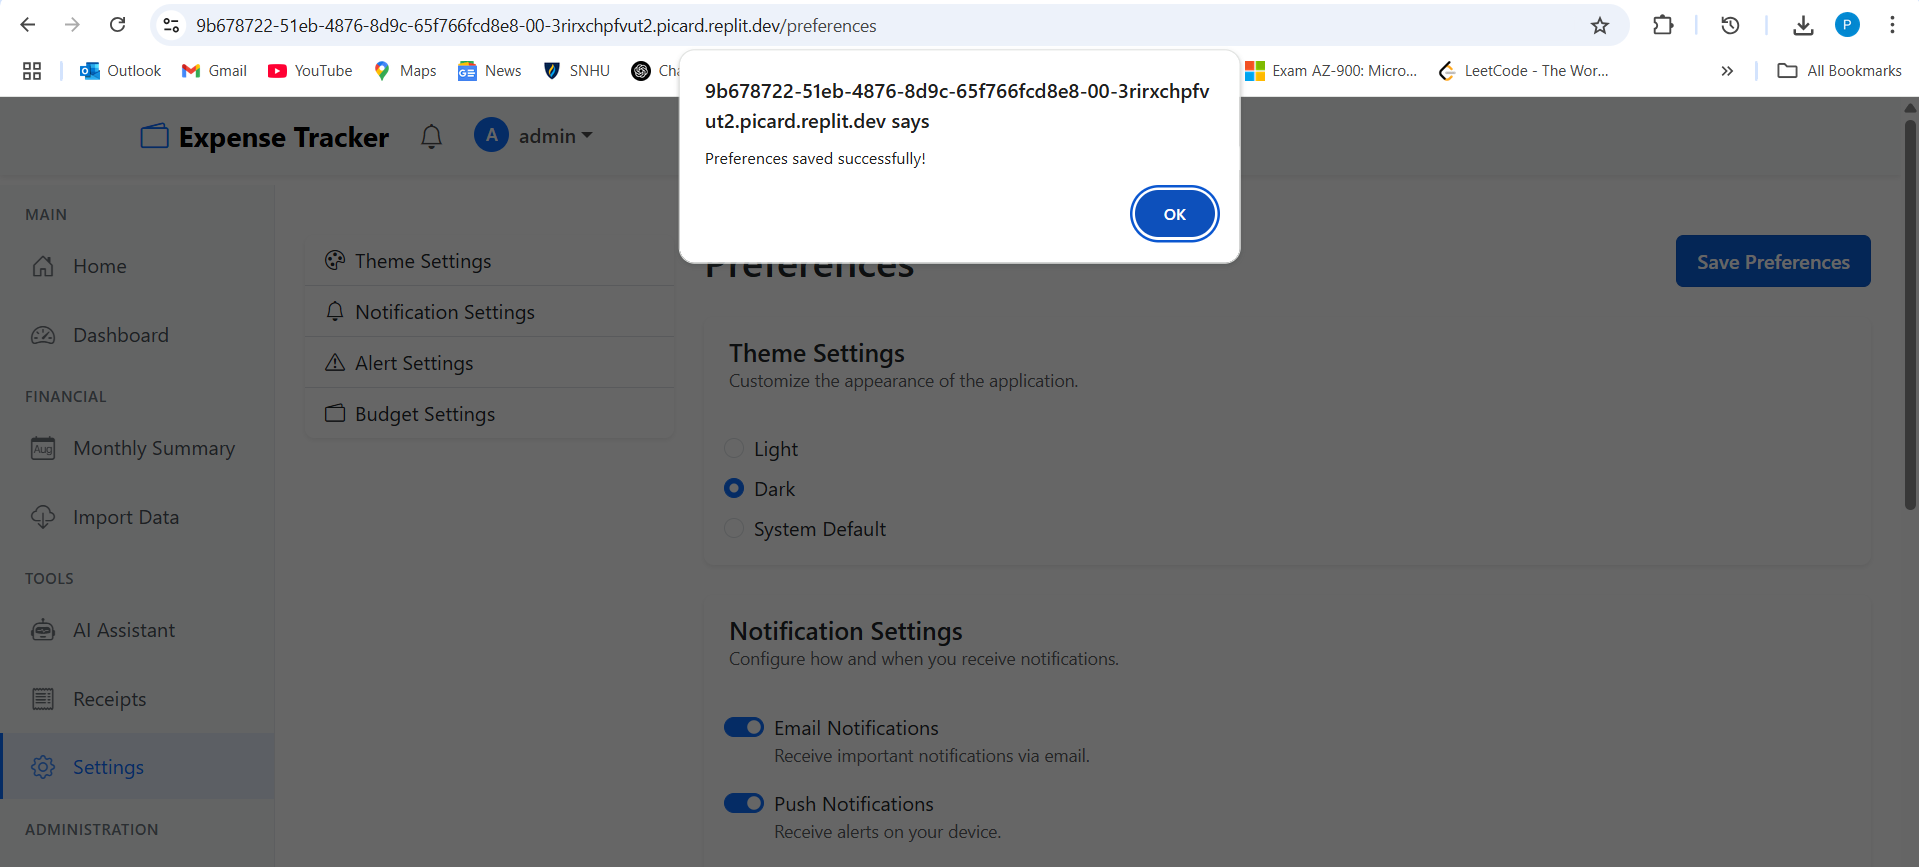 9b678722-51eb-4876-8d9c-65f766fcd8e8-00-3rirxchpfvut2.picard.replit.dev/preferences
P
Outlook
Gmail
YouTube
Maps
News
SNHU
Exam AZ-900: Micro...
LeetCode - The Wor...
All Bookmarks
9b678722-51eb-4876-8d9c-65f766fcd8e8-00-3rirxchpfv
ut2.picard.replit.dev says
Preferences saved successfully!
OK
Expense Tracker
A
admin
MAIN
Home
Dashboard
FINANCIAL
Aug
Monthly Summary
Import Data
TOOLS
AI Assistant
Receipts
Settings
ADMINISTRATION
Theme Settings
Notification Settings
Alert Settings
Budget Settings
Preferences
Save Preferences
Theme Settings
Customize the appearance of the application.
Light
Dark
System Default
Notification Settings
Configure how and when you receive notifications.
Email Notifications
Receive important notifications via email.
Push Notifications
Receive alerts on your device.